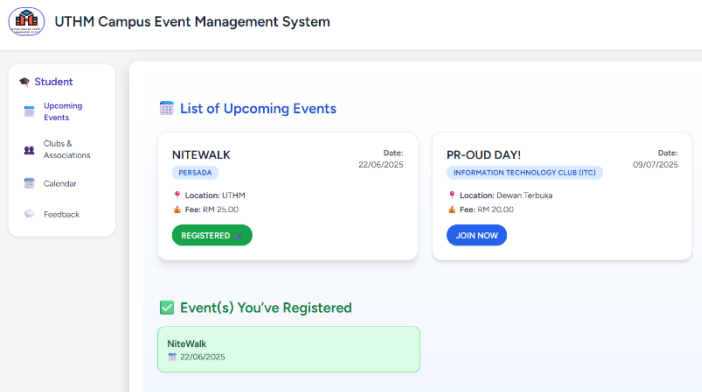 UTHM Campus Event Management System
Student
Upcoming
Events
Clubs &
Associations
Calendar
Feedback
List of Upcoming Events
NITEWALK
Date:
22/06/2025
PERSADA
Location: UTHM
Fee: RM 25.00
REGISTERED
PR-OUD DAY!
Date:
09/07/2025
INFORMATION TECHNOLOGY CLUB (ITC)
Location: Dewan Terbuka
Fee: RM 20.00
JOIN NOW
Event(s) You've Registered
NiteWalk
22/06/2025